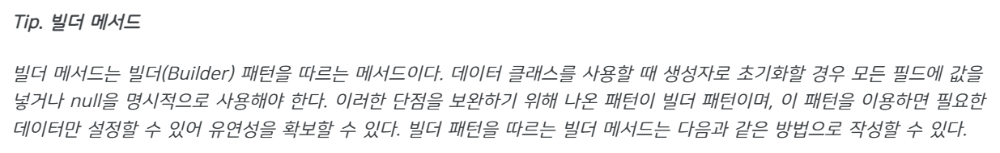 Tip. 빌더 메서드
빌더 메서드는 빌더(Builder) 패턴을 따르는 메서드이다. 데이터 클래스를 사용할 때 생성자로 초기화할 경우 모든 필드에 값을
넣거나 null을 명시적으로 사용해야 한다. 이러한 단점을 보완하기 위해 나온 패턴이 빌더 패턴이며, 이 패턴을 이용하면 필요한
데이터만 설정할 수 있어 유연성을 확보할 수 있다. 빌더 패턴을 따르는 빌더 메서드는 다음과 같은 방법으로 작성할 수 있다.